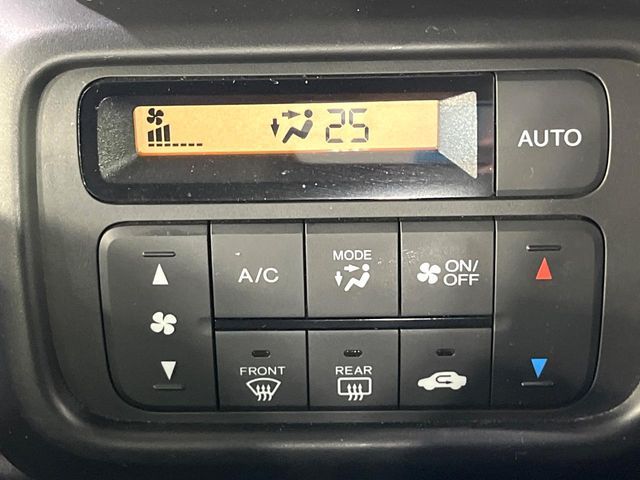 25
AUTO
A/C
MODE
ON/
OFF
FRONT
REAR